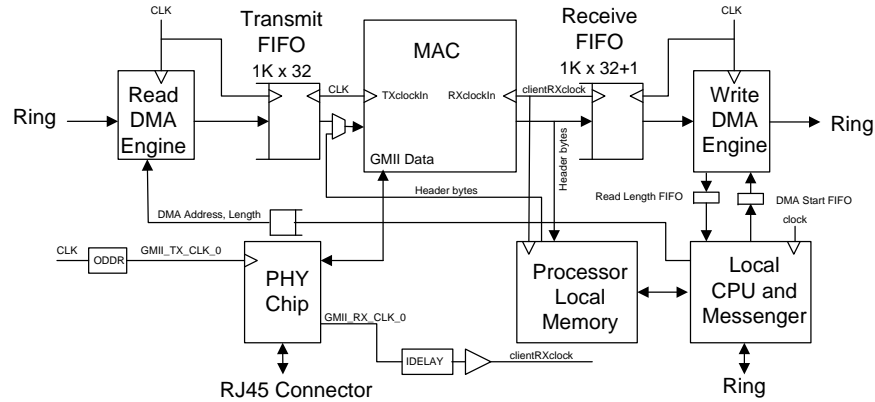 CLK
Transmit
FIFO
1K x 32
MAC
Receive
FIFO
1K x 32+1
CLK
CLK
TXclockIn
RXclockIn
clientRXclock
Ring
Read
DMA
Engine
Write
DMA
Engine
Ring
GMII Data
Header bytes
Header bytes
Read Length FIFO
DMA Start FIFO
DMA Address, Length
clock
CLK
ODDR
GMII_TX_CLK_0
PHY
Chip
Processor
Local
Memory
Local
CPU and
Messenger
GMII_RX_CLK_0
IDELAY
clientRXclock
RJ45 Connector
Ring